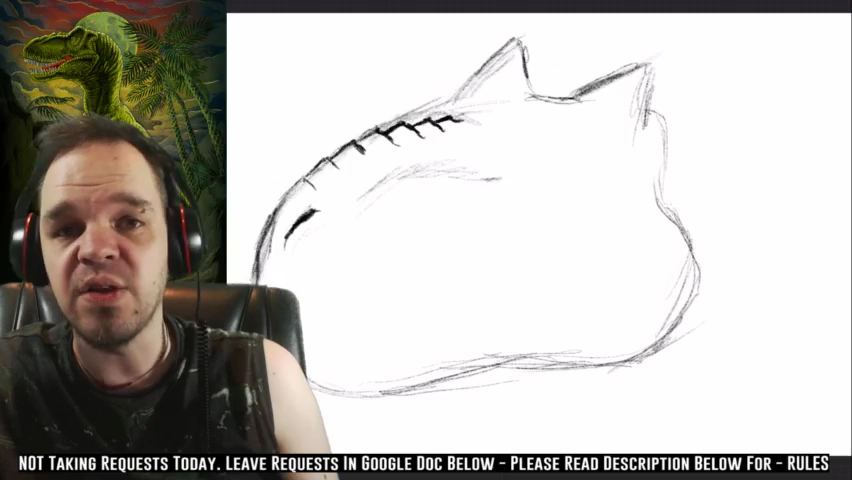 NOT Taking Requests Today. Leave Requests In Google Doc Below - Please Read Description Below For - RULES